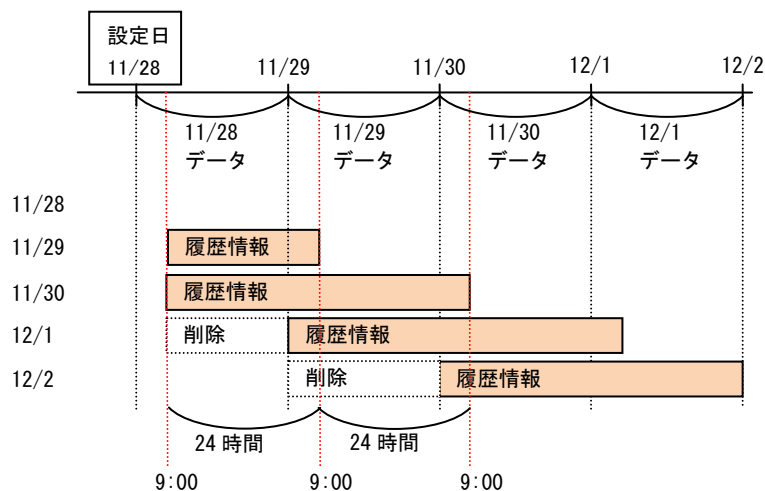 設定日
11/28 11/29 11/30 12/1 12/2
11/28 11/29 11/30 12/1
データ データ データ データ
11/28
11/29 履歴情報
11/30 履歴情報
12/1 削除 履歴情報
12/2 削除 履歴情報
24 時間 24 時間
9:00 9:00 9:00